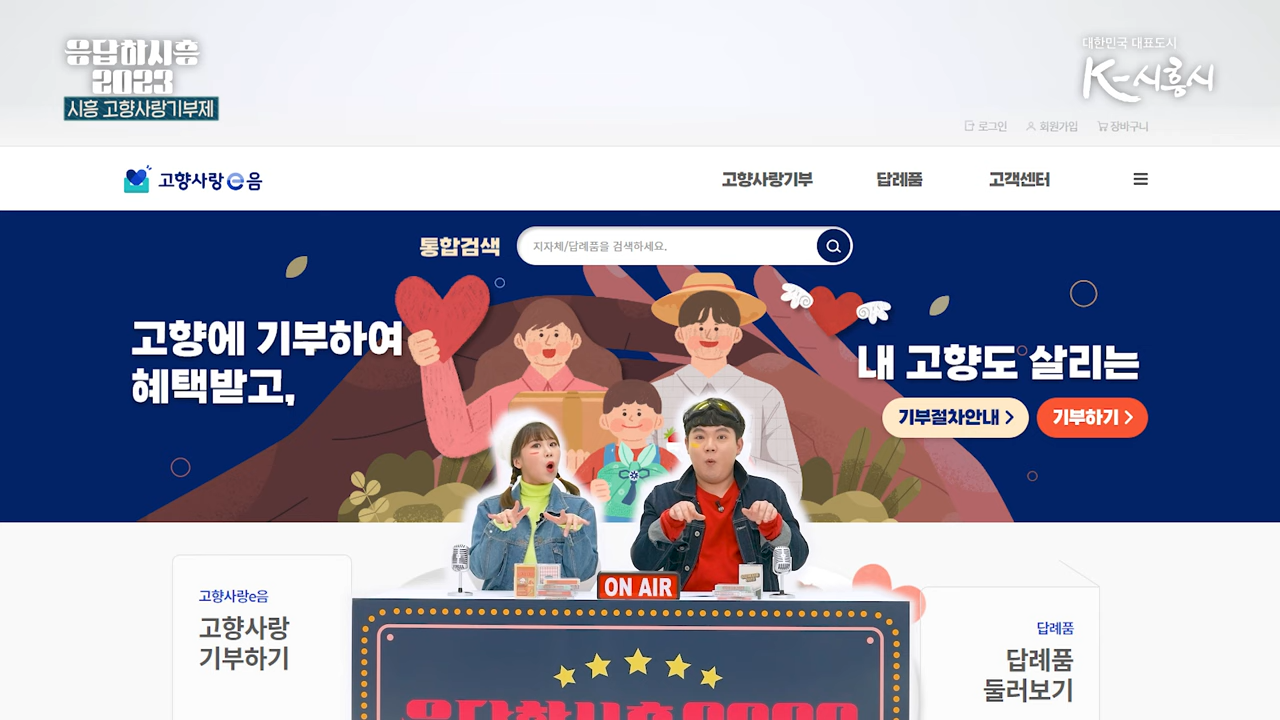 응답하시흥
2023
시흥 고향사랑기부제
대한민국 대표도시
K-시흥시
로그인 회원가입 장바구니
고향사랑e음 고향사랑기부 답례품 고객센터
통합검색 지자체/답례품을 검색하세요.
고향에 기부하여
혜택받고,
내 고향도 살리는
기부절차안내 기부하기
ON AIR
고향사랑e음
고향사랑
기부하기
답례품
답례품
둘러보기
응답하시흥 2023